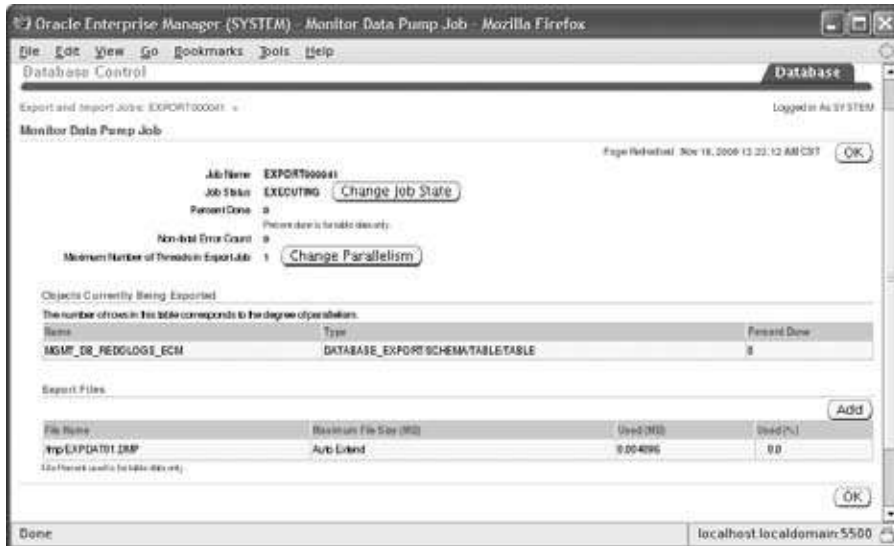 Oracle Enterprise Manager (SYSTEM) - Monitor Data Pump Job - Mozilla Firefox
File Edit View Go Bookmarks Tools Help
Database Control
Database
Export and Import Jobs: EXPORT000041 >
Logged in As SYSTEM
Monitor Data Pump Job
Page Refreshed Nov 18, 2006 12:22:12 AM CST OK
Job Name EXPORT000041
Job Status EXECUTING Change Job State
Percent Done 0
Percent done is for table data only.
Non-fatal Error Count 0
Maximum Number of Threads in Export Job 1 Change Parallelism
Objects Currently Being Exported
The number of rows in this table corresponds to the degree of parallelism.
Name Type Percent Done
MGMT_DB_REDOLOGS_ECM DATABASE_EXPORT/SCHEMA/TABLE/TABLE 0
Export Files
Add
File Name Maximum File Size (MB) Used (MB) Used (%)
/tmp/EXPDAT01.DMP Auto Extend 0.004096 0.0
used is for table data only
OK
Done localhost.localdomain:5500